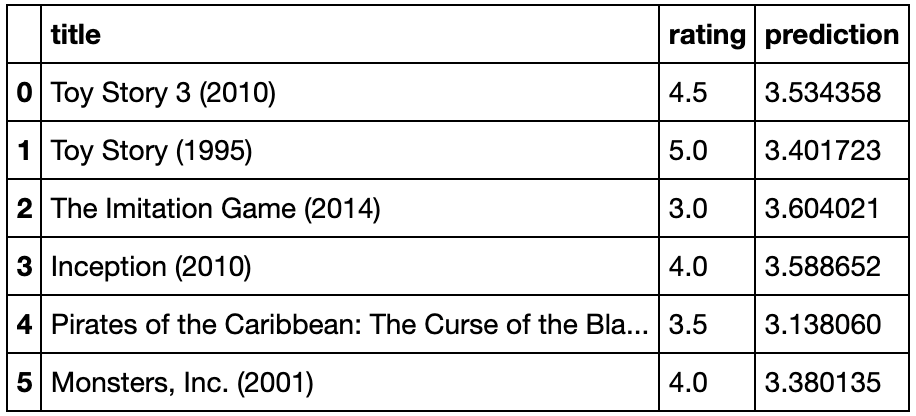 title rating prediction
0 Toy Story 3 (2010) 4.5 3.534358
1 Toy Story (1995) 5.0 3.401723
2 The Imitation Game (2014) 3.0 3.604021
3 Inception (2010) 4.0 3.588652
4 Pirates of the Caribbean: The Curse of the Bla... 3.5 3.138060
5 Monsters, Inc. (2001) 4.0 3.380135